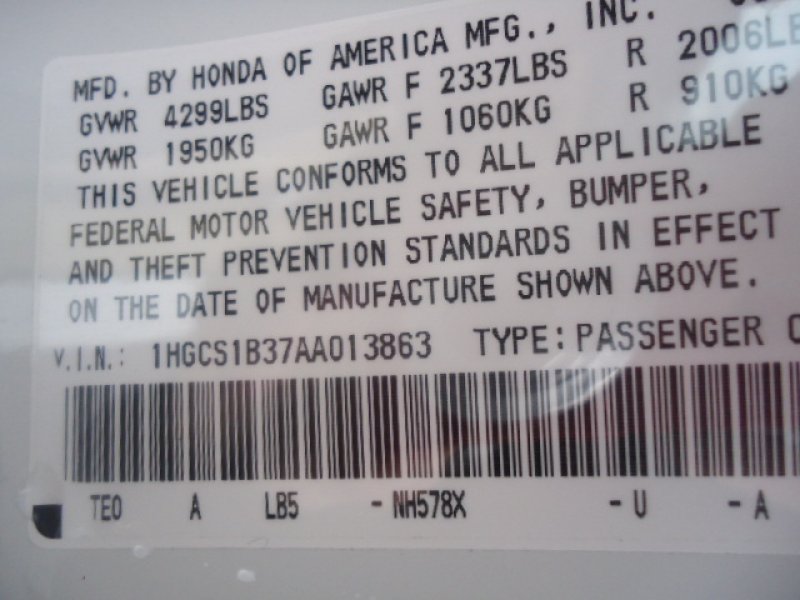 MFD. BY HONDA OF AMERICA MFG., INC.
GVWR 4299LBS GAWR F 2337LBS R 2006LB
GVWR 1950KG GAWR F 1060KG R 910KG
THIS VEHICLE CONFORMS TO ALL APPLICABLE
FEDERAL MOTOR VEHICLE SAFETY, BUMPER,
AND THEFT PREVENTION STANDARDS IN EFFECT
ON THE DATE OF MANUFACTURE SHOWN ABOVE.
V.I.N.: 1HGCS1B37AA013863 TYPE: PASSENGER C
TE0 A LB5 - NH578X - U - A